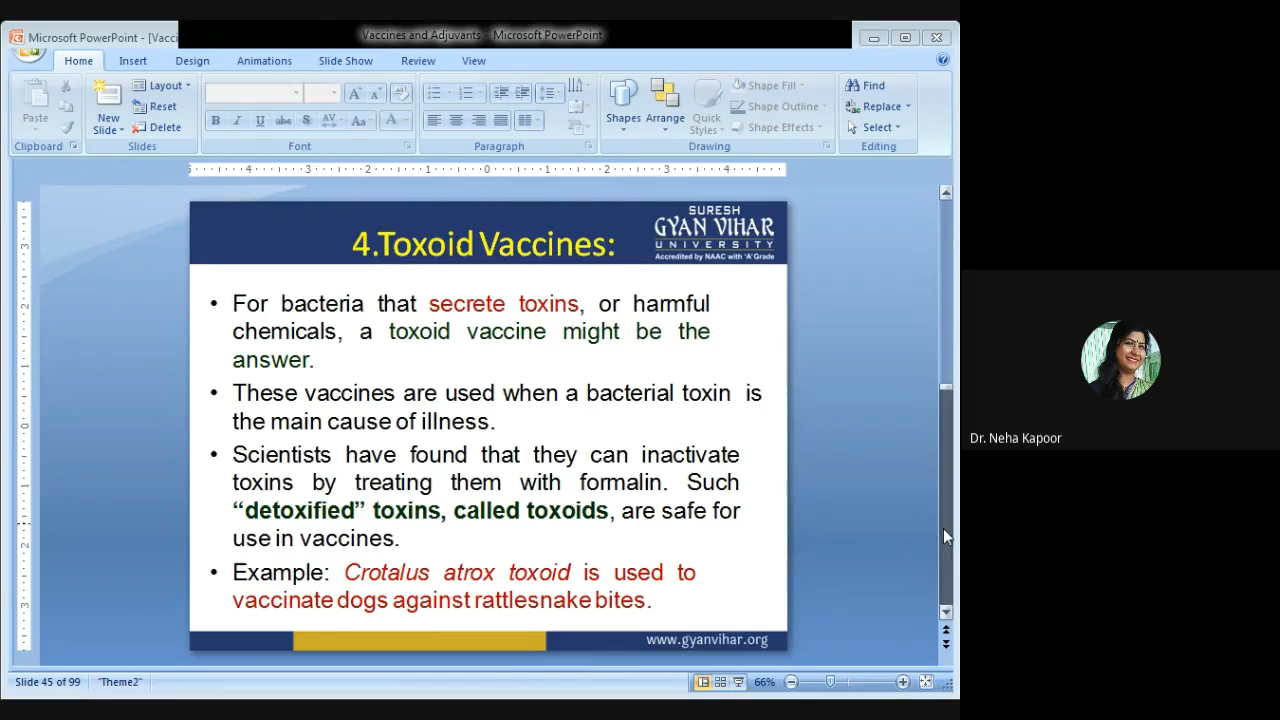 Microsoft PowerPoint - [Vacci
Vaccines and Adjuvants - Microsoft PowerPoint
Home Insert Design Animations Slide Show Review View
Paste
Clipboard
New Slide
Layout
Reset
Delete
Slides
B I U abc S AV Aa A
Font
Paragraph
Shapes
Arrange
Quick Styles
Shape Fill
Shape Outline
Shape Effects
Drawing
Find
Replace
Select
Editing
4.Toxoid Vaccines:
SURESH
GYAN VIHAR
UNIVERSITY
Accredited by NAAC with 'A' Grade
• For bacteria that secrete toxins, or harmful
chemicals, a toxoid vaccine might be the
answer.
• These vaccines are used when a bacterial toxin is
the main cause of illness.
• Scientists have found that they can inactivate
toxins by treating them with formalin. Such
“detoxified” toxins, called toxoids, are safe for
use in vaccines.
• Example: Crotalus atrox toxoid is used to
vaccinate dogs against rattlesnake bites.
www.gyanvihar.org
Slide 45 of 99 "Theme2" 66%
Dr. Neha Kapoor